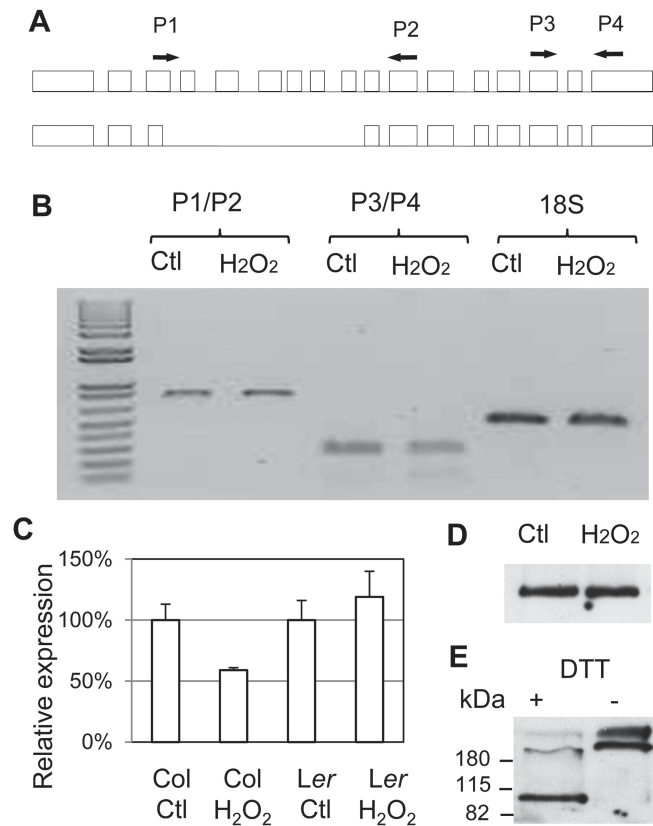 A
P1
P2
P3
P4
B
P1/P2
P3/P4
18S
Ctl
H2O2
Ctl
H2O2
Ctl
H2O2
C
Relative expression
150%
100%
50%
0%
Col Ctl
Col H2O2
Ler Ctl
Ler H2O2
D
Ctl
H2O2
E
DTT
kDa
+
-
180
115
82